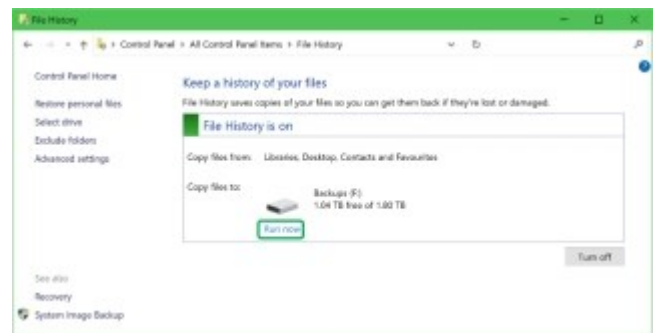 File History
Control Panel > All Control Panel Items > File History
Control Panel Home
Keep a history of your files
Restore personal files
File History saves copies of your files so you can get them back if they're lost or damaged.
Select drive
File History is on
Exclude folders
Advanced settings
Copy files from: Libraries, Desktop, Contacts and Favourites
Copy files to:
Backups (F:)
1.04 TB free of 1.80 TB
Run now
Turn off
See also
Recovery
System Image Backup